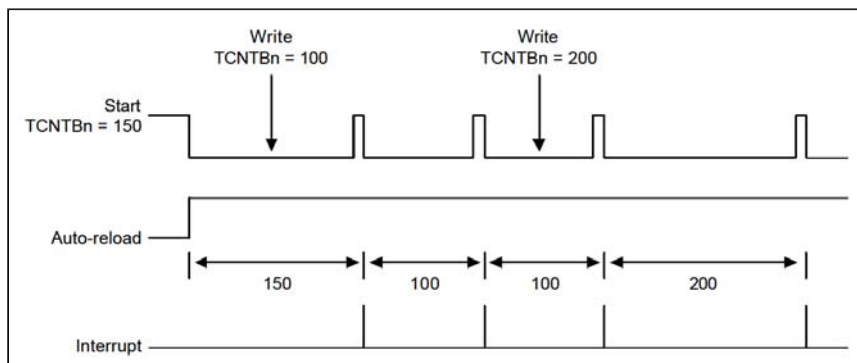 Write
TCNTBn = 100
Write
TCNTBn = 200
Start
TCNTBn = 150
Auto-reload
150
100
100
200
Interrupt